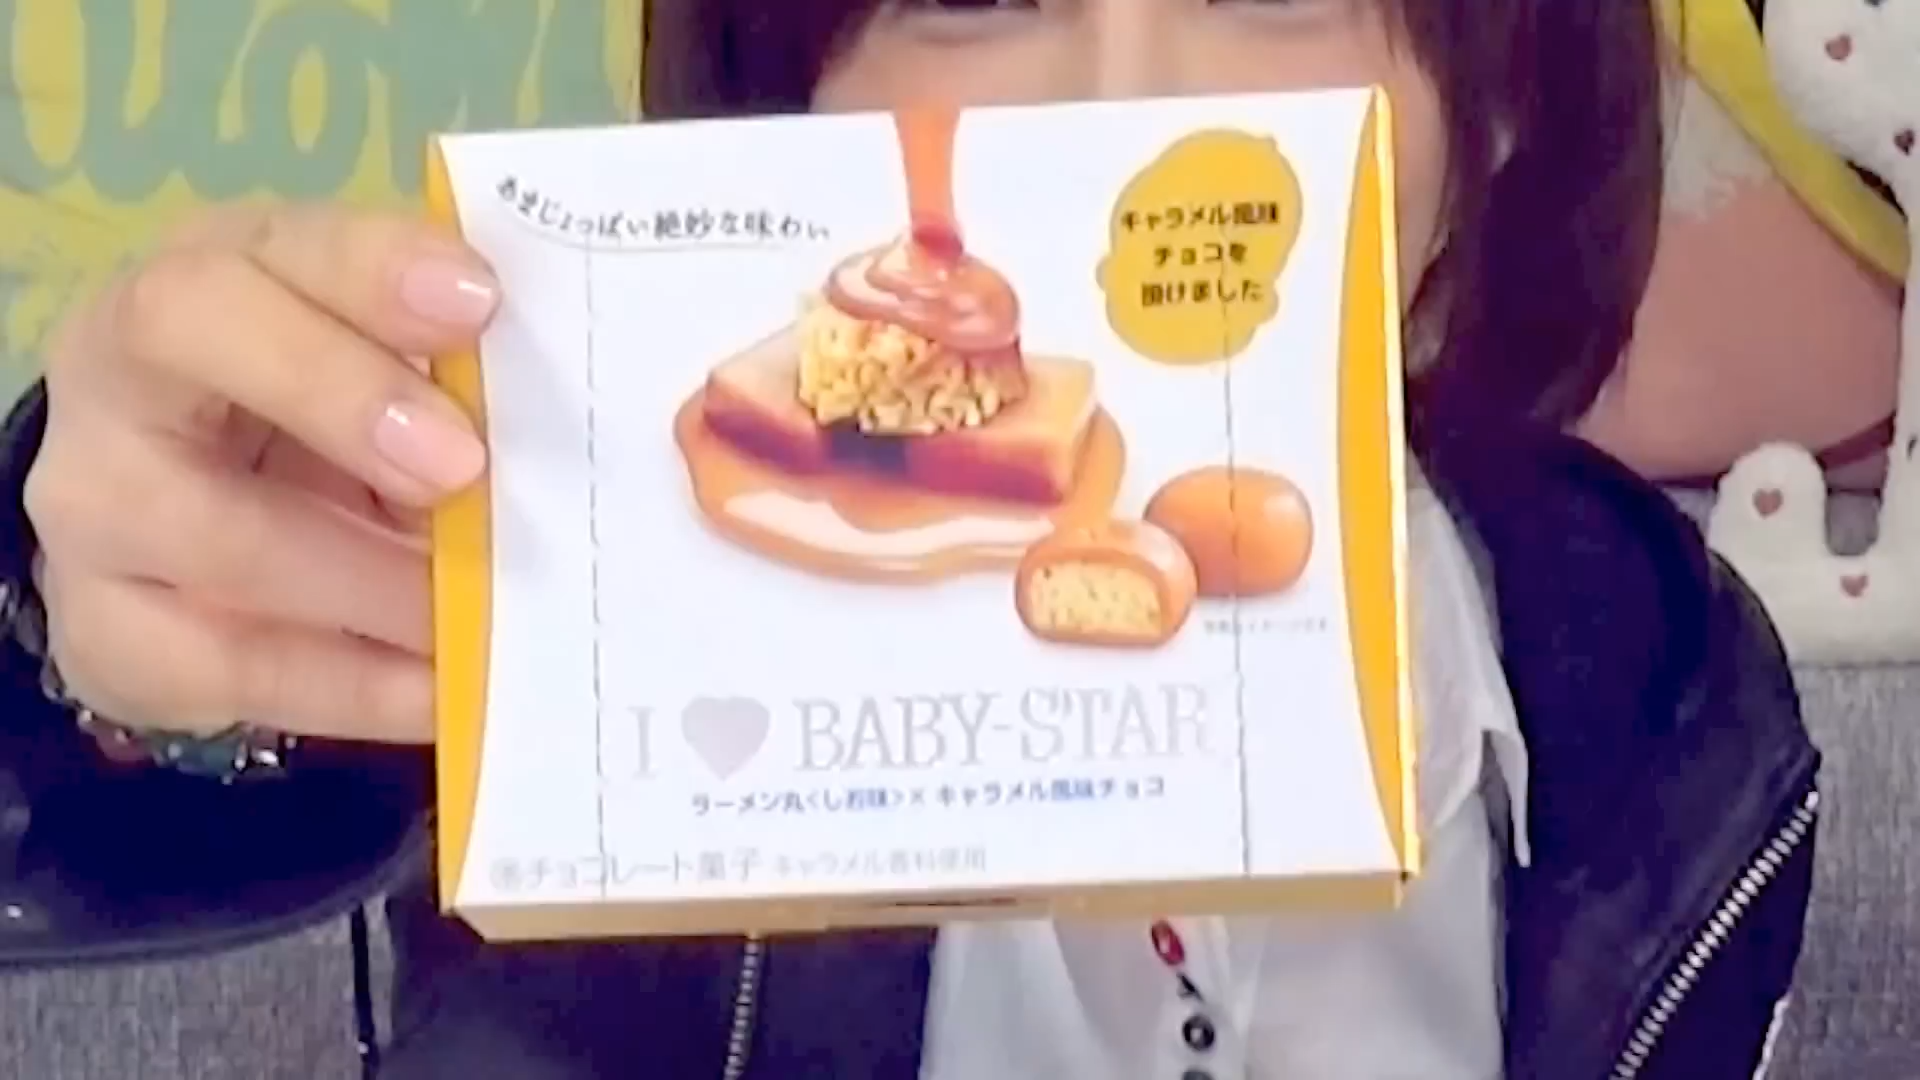 あまじょっぱい絶妙な味わい
キャラメル風味
チョコを
掛けました
I ♥ BABY-STAR
ラーメン丸<しお味>× キャラメル風味チョコ
チョコレート菓子 キャラメル香料使用